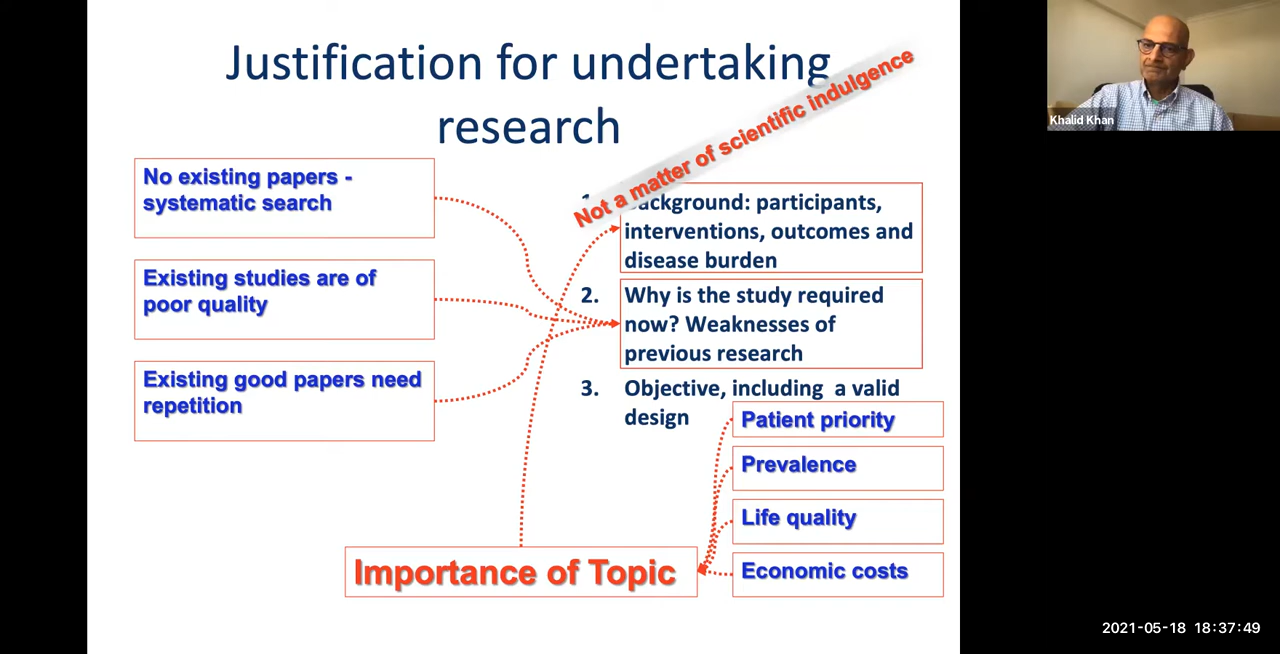 Justification for undertaking
research
Not a matter of scientific indulgence
No existing papers -
systematic search
Existing studies are of
poor quality
Existing good papers need
repetition
1. Background: participants,
interventions, outcomes and
disease burden
2. Why is the study required
now? Weaknesses of
previous research
3. Objective, including a valid
design
Patient priority
Prevalence
Life quality
Economic costs
Importance of Topic
Khalid Khan
2021-05-18 18:37:49